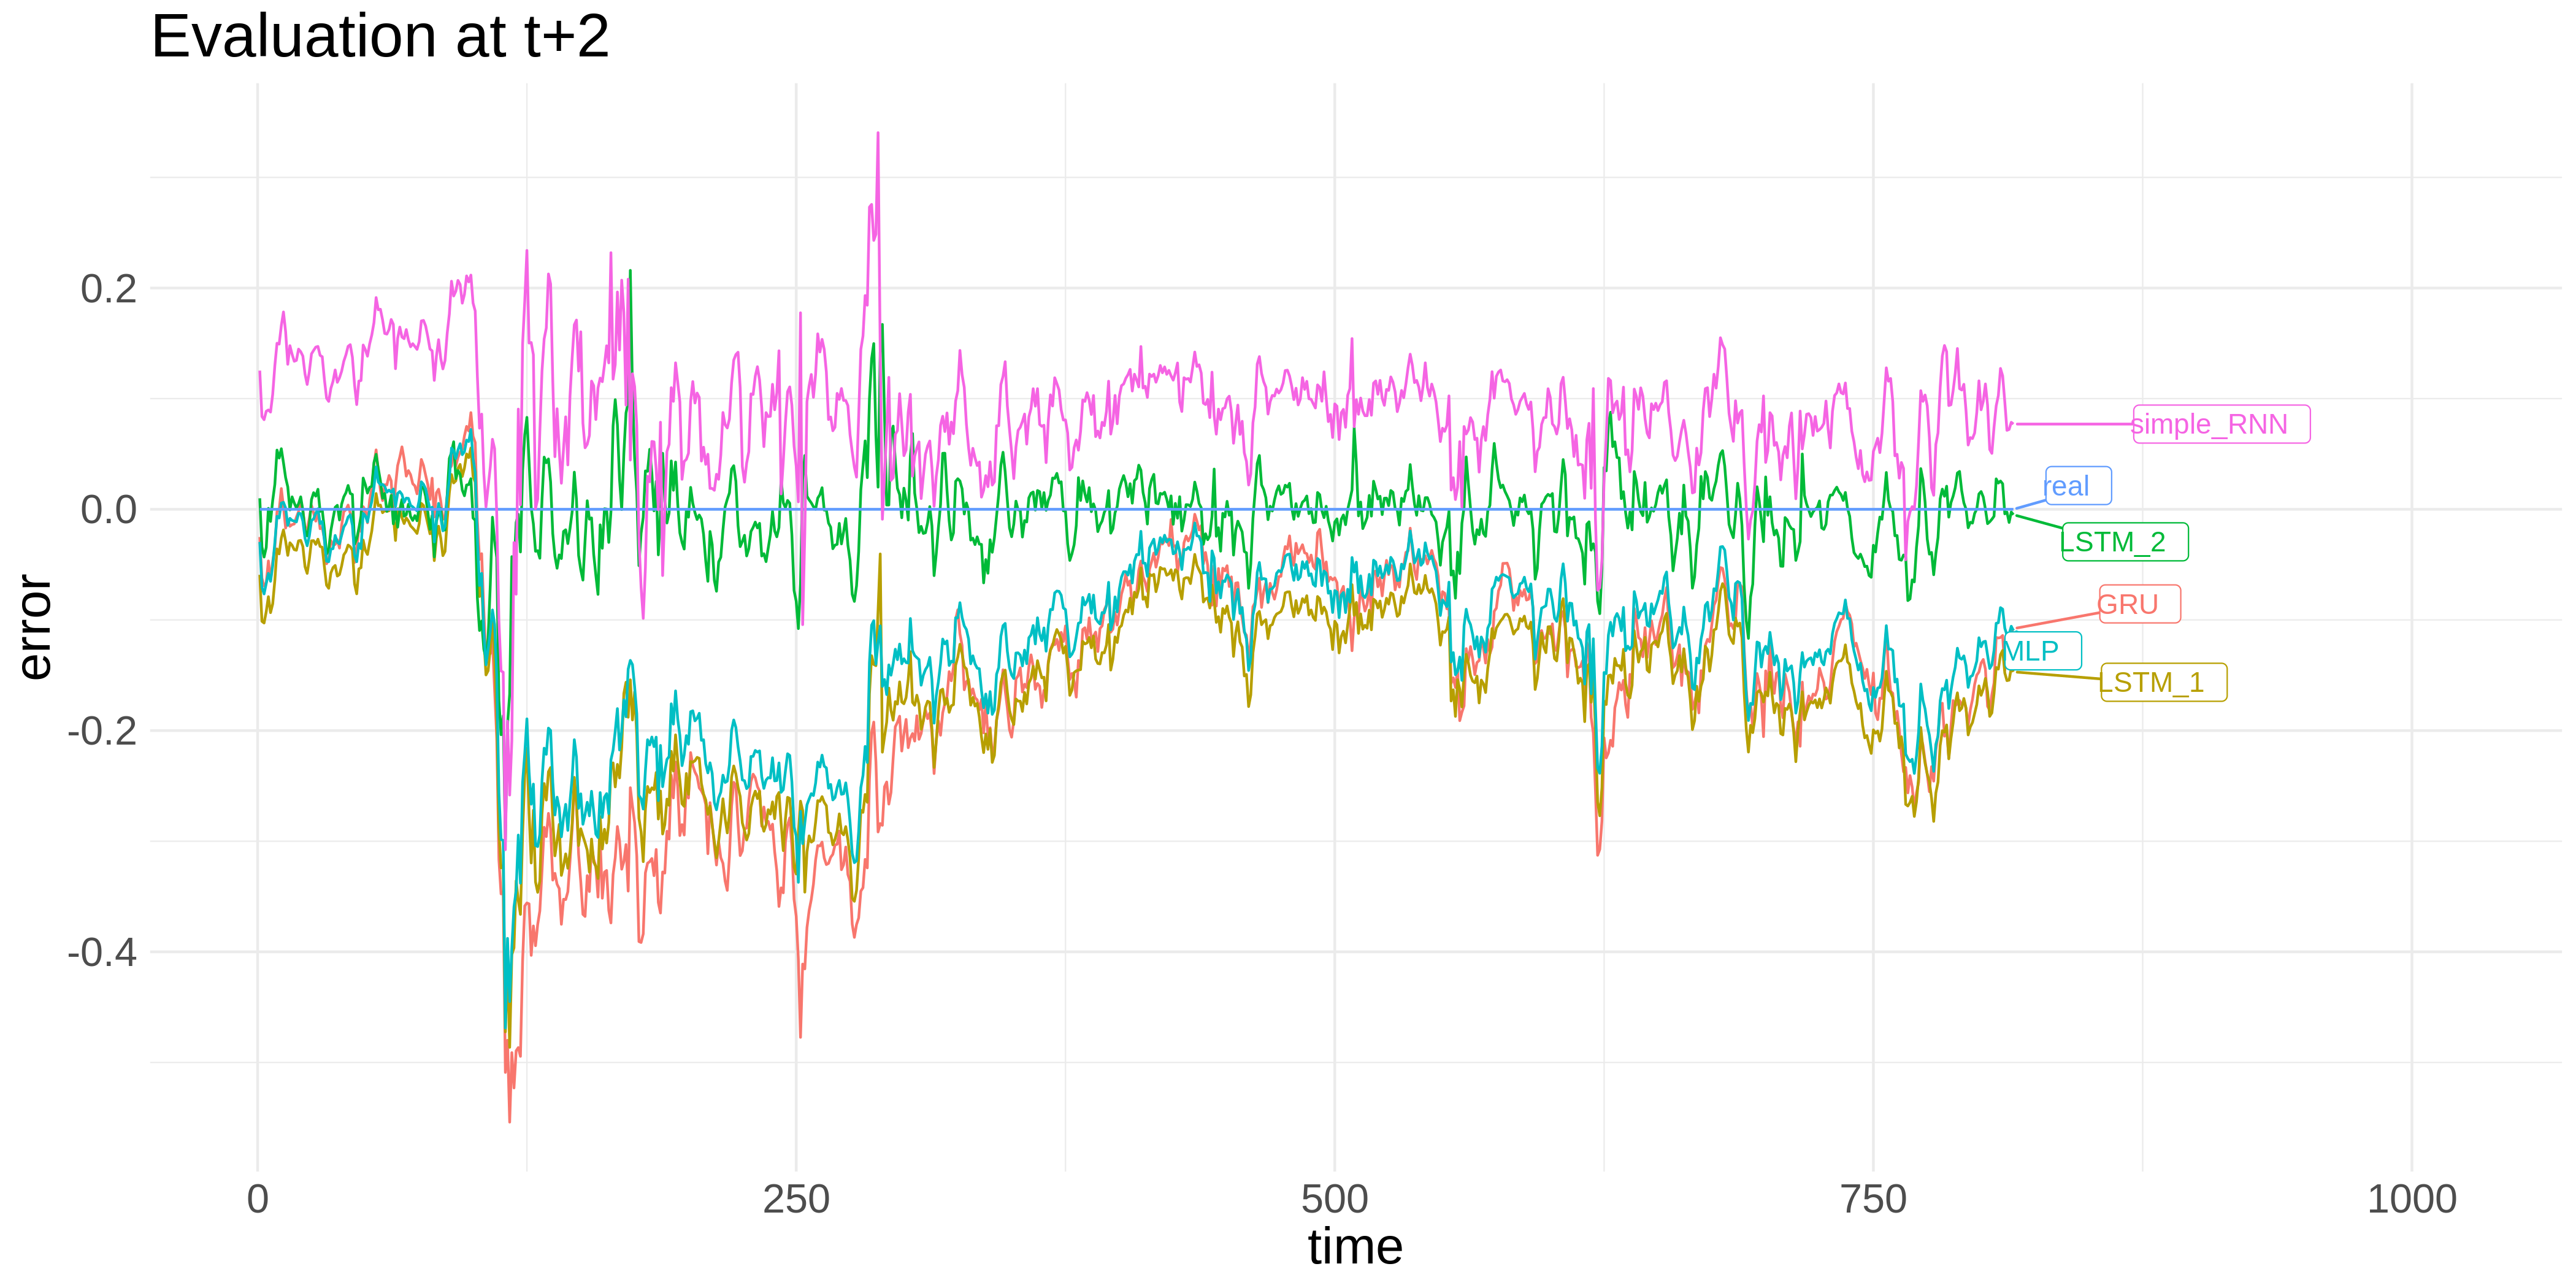 Evaluation at t+2
error
0.2
0.0
-0.2
-0.4
simple_RNN
real
LSTM_2
GRU
MLP
LSTM_1
0
250
500
750
1000
time